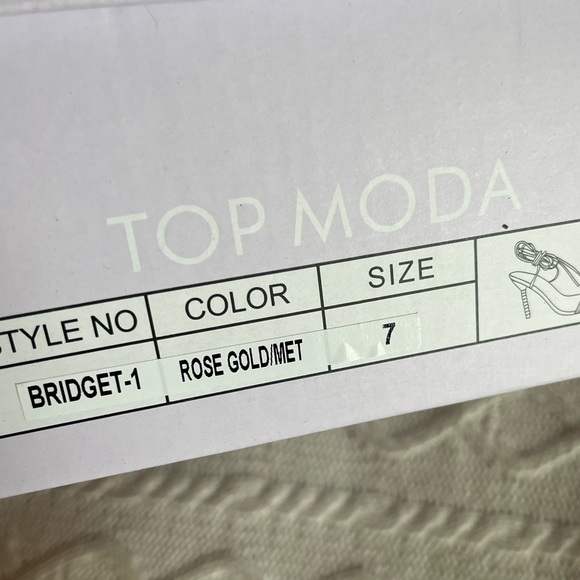 TOP MODA
STYLE NO COLOR SIZE
BRIDGET-1 ROSE GOLD/MET 7